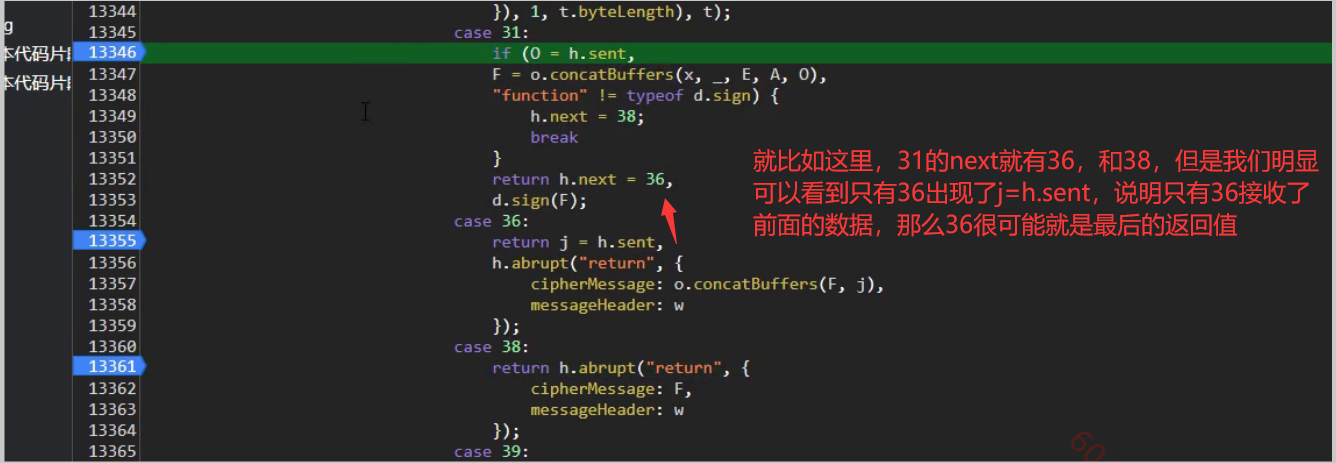 13344 }), 1, t.byteLength), t);
g 13345 case 31:
本代码片段 13346 if (O = h.sent,
13347 F = o.concatBuffers(x, _, E, A, O),
本代码片段 13348 "function" != typeof d.sign) {
13349 h.next = 38;
13350 break
13351 }
13352 return h.next = 36,
13353 d.sign(F);
13354 case 36:
13355 return j = h.sent,
13356 h.abrupt("return", {
13357 cipherMessage: o.concatBuffers(F, j),
13358 messageHeader: w
13359 });
13360 case 38:
13361 return h.abrupt("return", {
13362 cipherMessage: F,
13363 messageHeader: w
13364 });
13365 case 39:
就比如这里，31的next就有36，和38，但是我们明显
可以看到只有36出现了j=h.sent，说明只有36接收了
前面的数据，那么36很可能就是最后的返回值
60